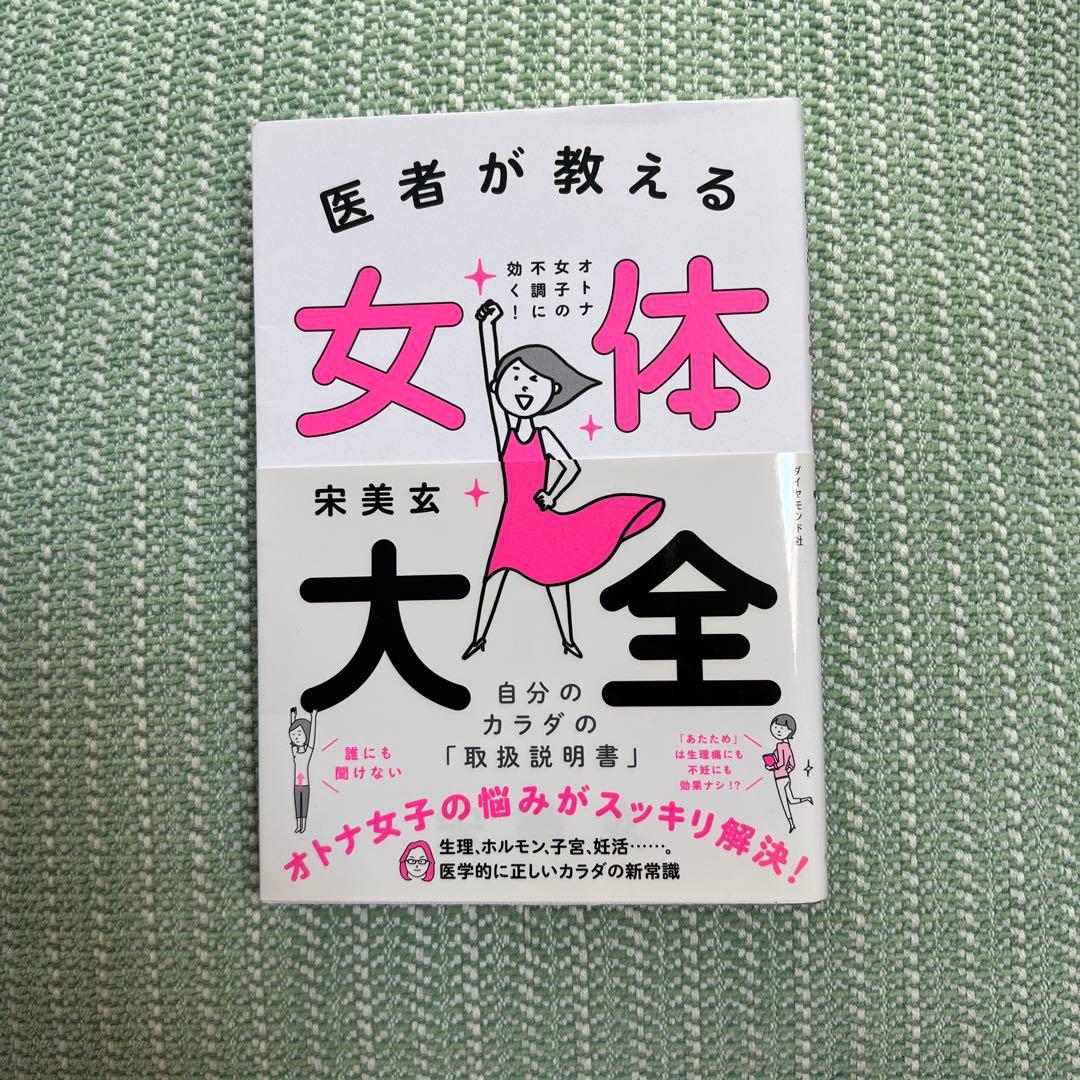 医者が教える
オトナ
女子の
不調に
効く！
女体
宋美玄
大全
ダイヤモンド社
自分の
カラダの
「取扱説明書」
誰にも
聞けない
「あたため」
は生理痛にも
不妊にも
効果ナシ！？
オトナ女子の悩みがスッキリ解決！
生理、ホルモン、子宮、妊活……。
医学的に正しいカラダの新常識